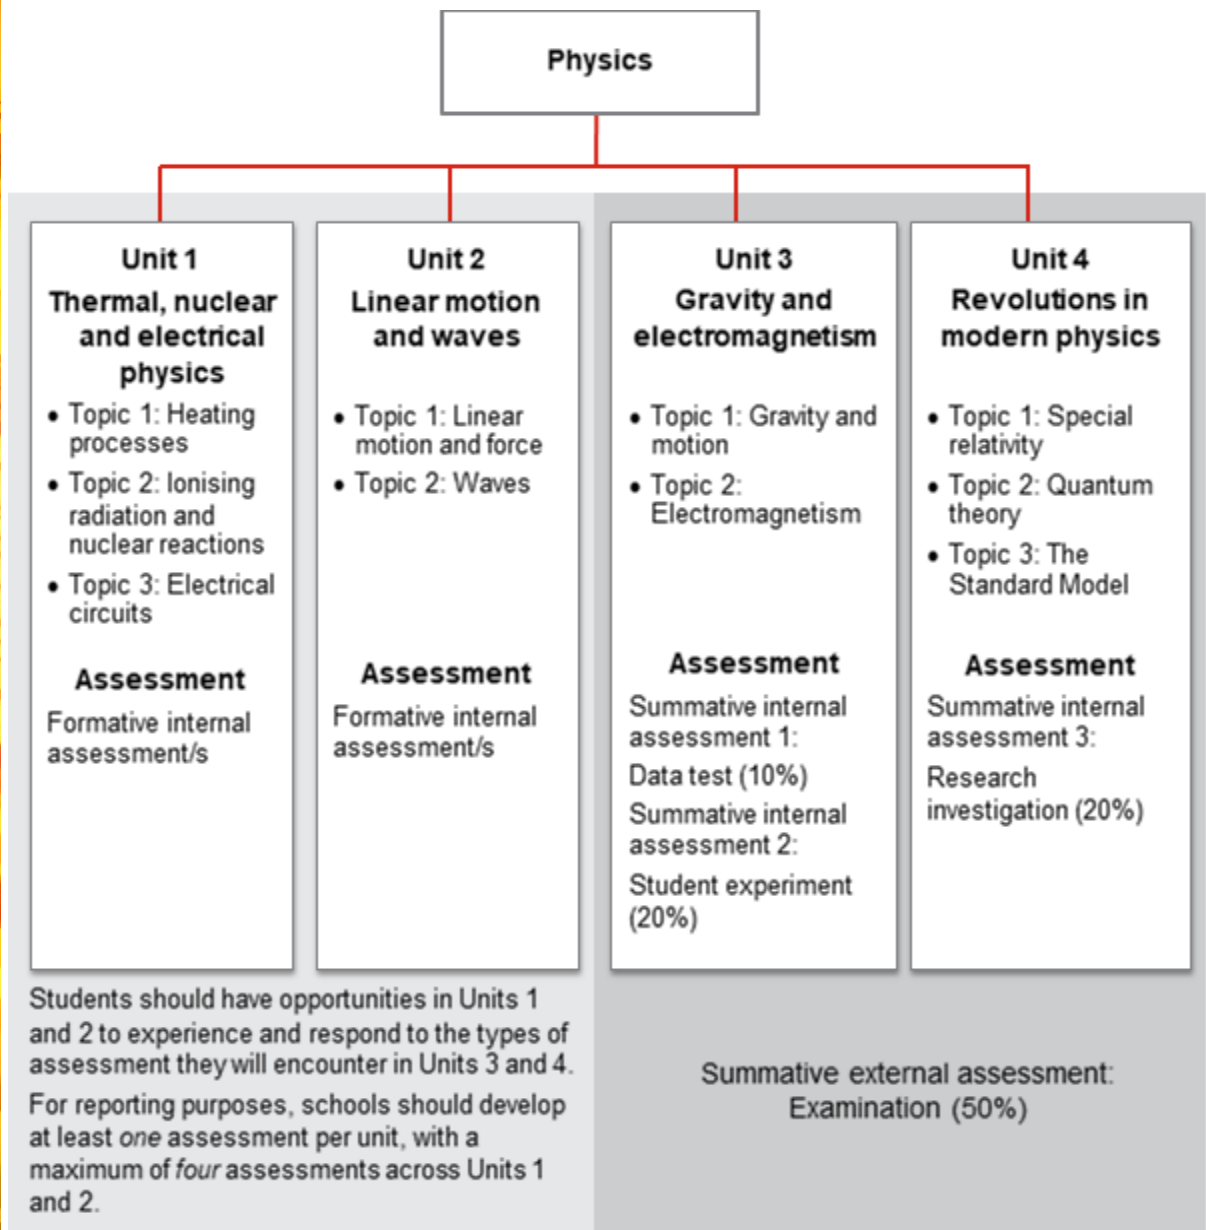 Physics
Unit 1
Thermal, nuclear
and electrical
physics
• Topic 1: Heating
processes
• Topic 2: Ionising
radiation and
nuclear reactions
• Topic 3: Electrical
circuits
Assessment
Formative internal
assessment/s
Unit 2
Linear motion
and waves
• Topic 1: Linear
motion and force
• Topic 2: Waves
Assessment
Formative internal
assessment/s
Unit 3
Gravity and
electromagnetism
• Topic 1: Gravity and
motion
• Topic 2:
Electromagnetism
Assessment
Summative internal
assessment 1:
Data test (10%)
Summative internal
assessment 2:
Student experiment
(20%)
Unit 4
Revolutions in
modern physics
• Topic 1: Special
relativity
• Topic 2: Quantum
theory
• Topic 3: The
Standard Model
Assessment
Summative internal
assessment 3:
Research
investigation (20%)
Students should have opportunities in Units 1
and 2 to experience and respond to the types of
assessment they will encounter in Units 3 and 4.
For reporting purposes, schools should develop
at least one assessment per unit, with a
maximum of four assessments across Units 1
and 2.
Summative external assessment:
Examination (50%)